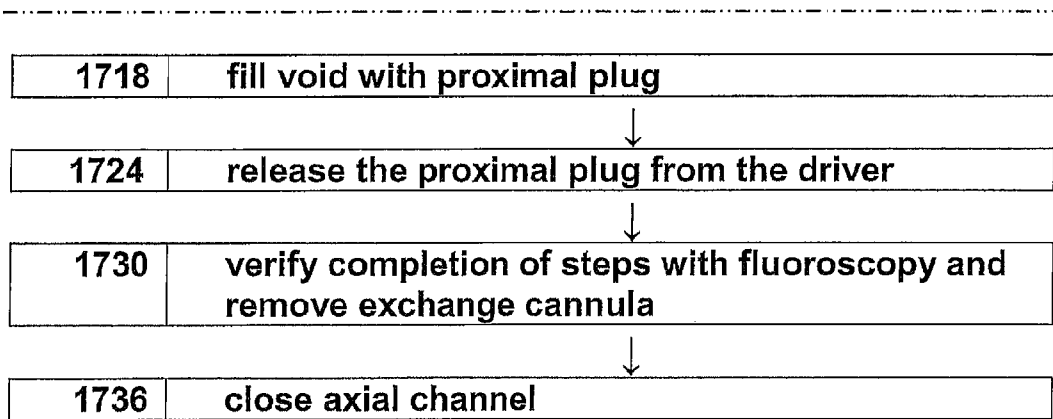 1718 fill void with proximal plug
1724 release the proximal plug from the driver
1730 verify completion of steps with fluoroscopy and
remove exchange cannula
1736 close axial channel